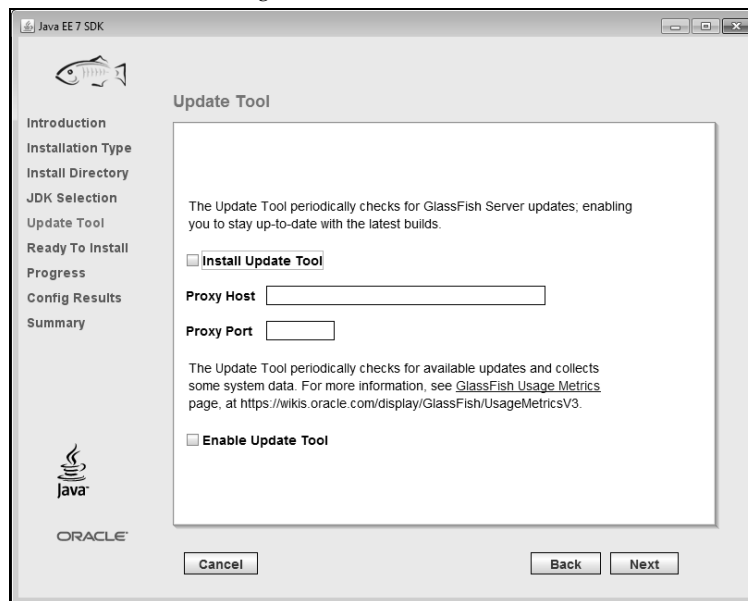 Java EE 7 SDK
Update Tool
Introduction
Installation Type
Install Directory
JDK Selection
Update Tool
Ready To Install
Progress
Config Results
Summary
The Update Tool periodically checks for GlassFish Server updates; enabling
you to stay up-to-date with the latest builds.
Install Update Tool
Proxy Host
Proxy Port
The Update Tool periodically checks for available updates and collects
some system data. For more information, see GlassFish Usage Metrics
page, at https://wikis.oracle.com/display/GlassFish/UsageMetricsV3.
Enable Update Tool
Java
ORACLE
Cancel
Back
Next